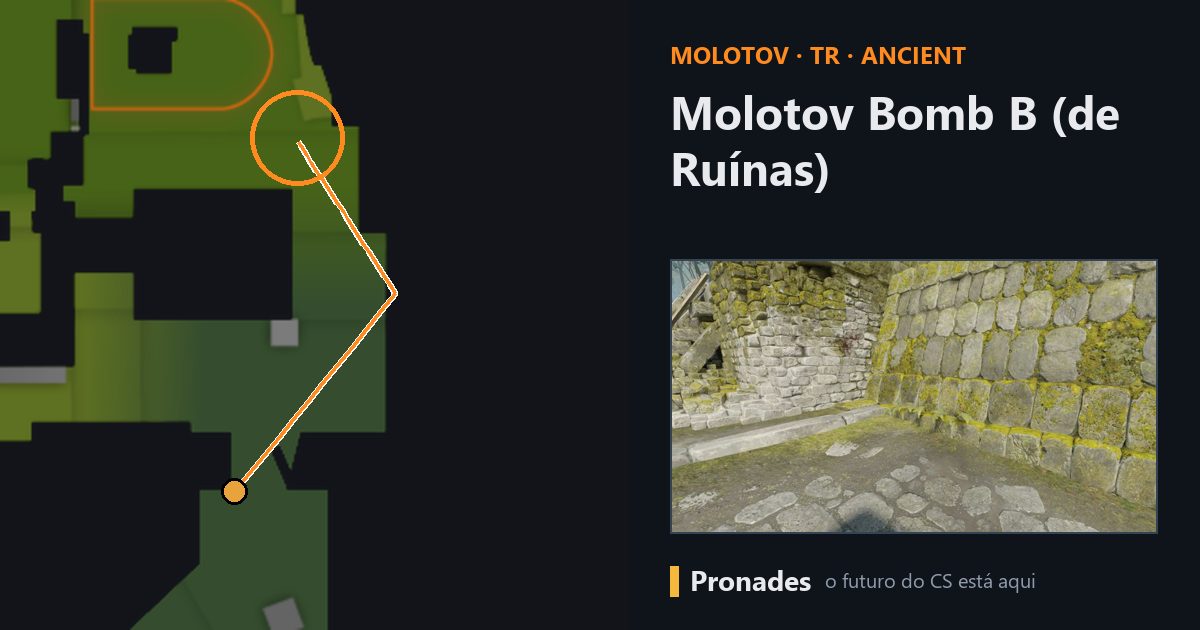 MOLOTOV · TR · ANCIENT
Molotov Bomb B (de
Ruínas)
Pronades o futuro do CS está aqui